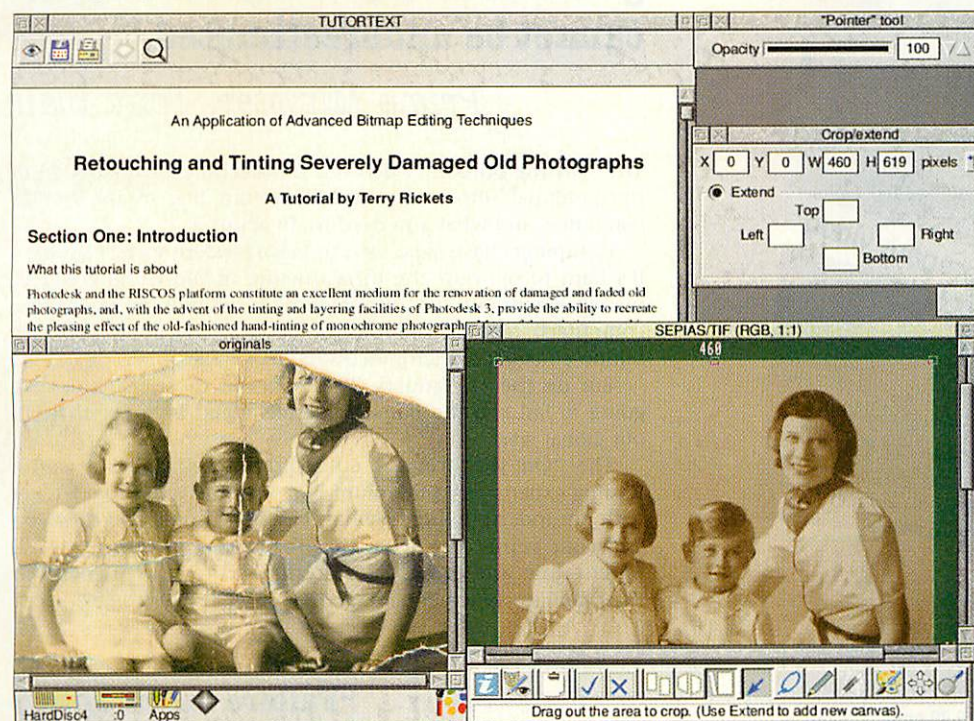 TUTORTEXT
An Application of Advanced Bitmap Editing Techniques
Retouching and Tinting Severely Damaged Old Photographs
A Tutorial by Terry Rickets
Section One: Introduction
What this tutorial is about
Photodesk and the RISCOS platform constitute an excellent medium for the renovation of damaged and faded old
photographs, and, with the advent of the tinting and layering facilities of Photodesk 3, provide the ability to recreate
the pleasing effect of the old-fashioned hand-tinting of monochrome photograph
"Pointer" tool
Opacity 100
Crop/extend
X 0 Y 0 W 460 H 619 pixels
Extend
Top
Left Right
Bottom
originals
SEPIAS/TIF (RGB, 1:1)
460
HardDisc4 :0 Apps
Drag out the area to crop. (Use Extend to add new canvas).